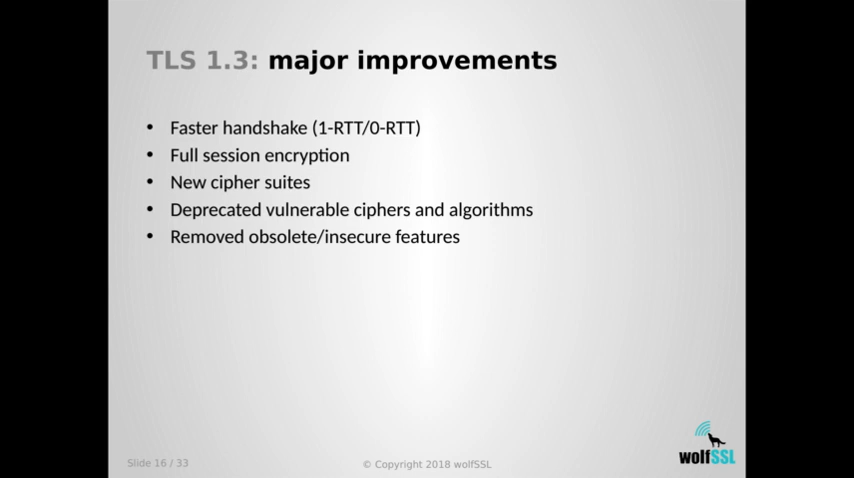 TLS 1.3: major improvements
• Faster handshake (1-RTT/0-RTT)
• Full session encryption
• New cipher suites
• Deprecated vulnerable ciphers and algorithms
• Removed obsolete/insecure features
Slide 16 / 33
© Copyright 2018 wolfSSL
wolfSSL